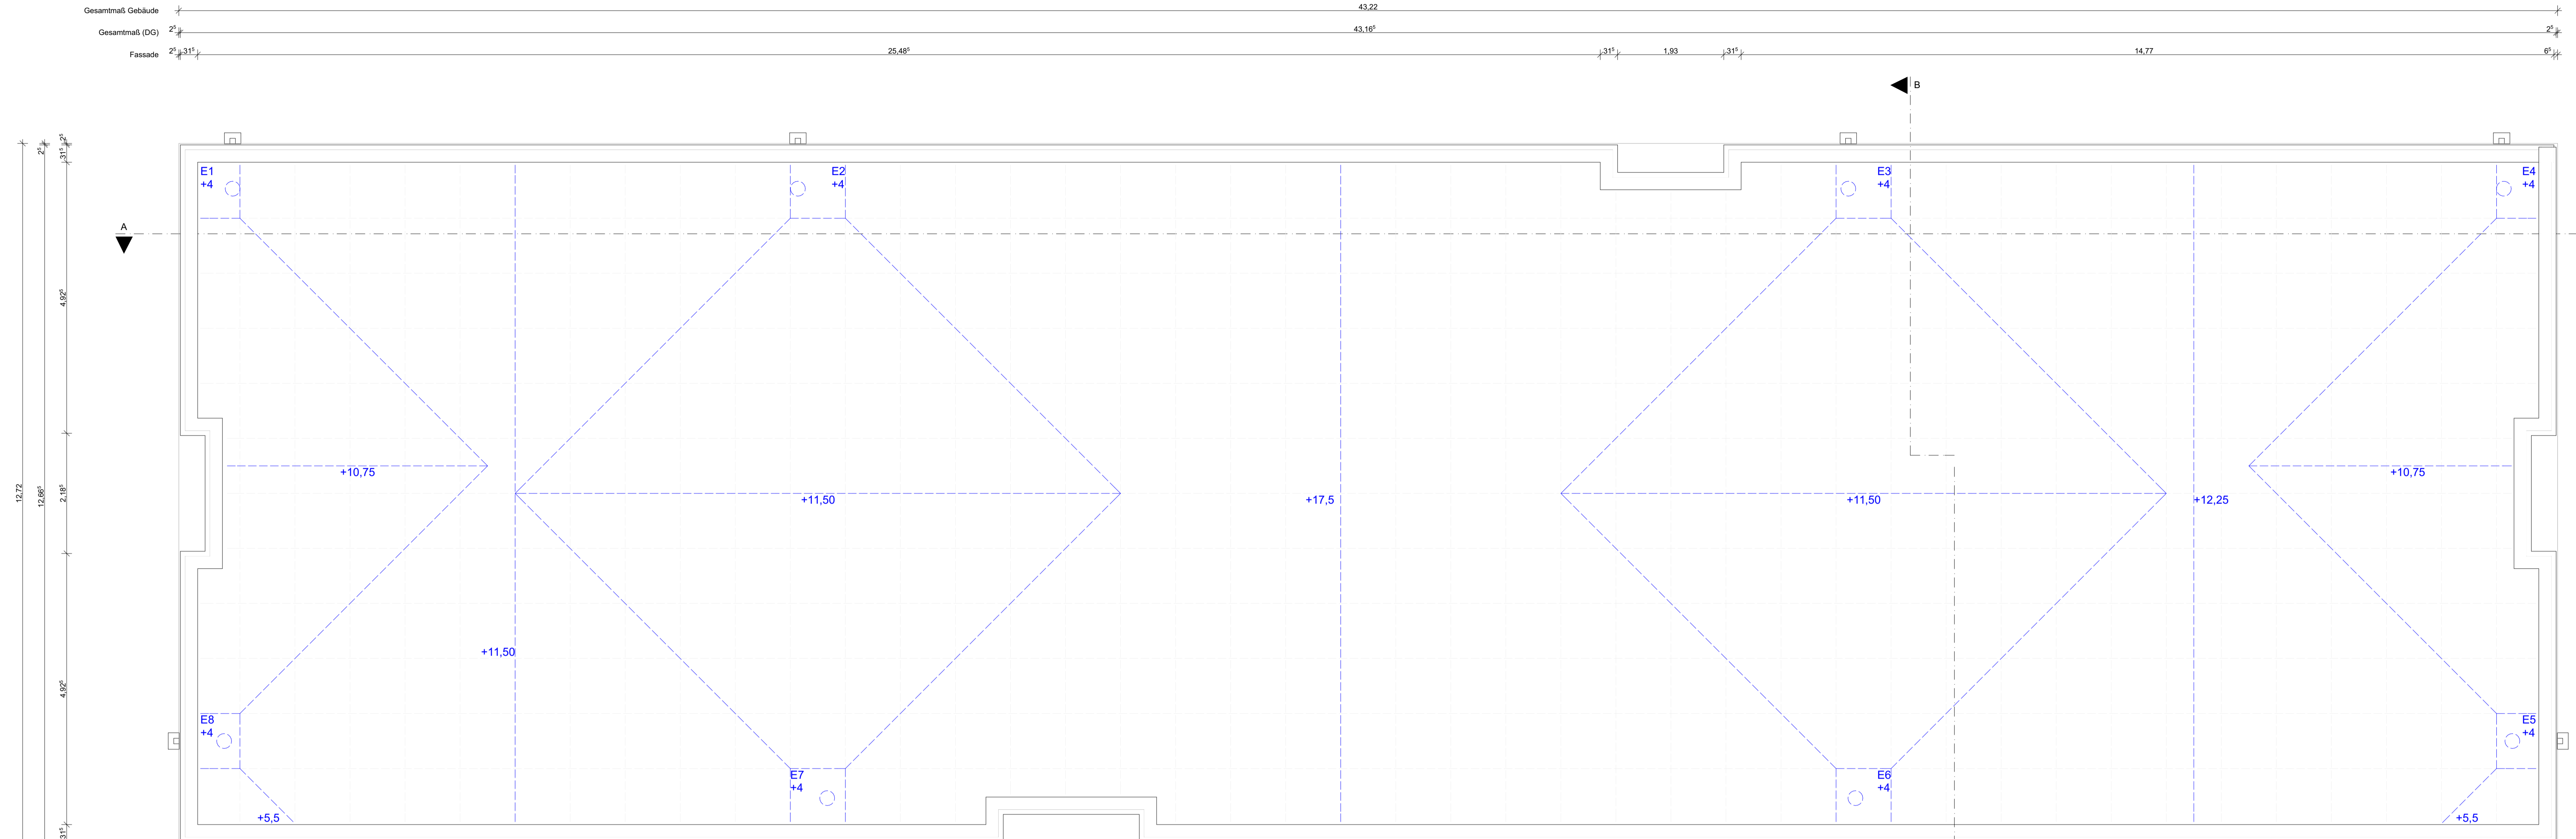 Gesamtmaß Gebäude
43,22
Gesamtmaß (DG)
2⁵
43,16⁵
2⁵
Fassade
2⁵
31⁵
25,48⁵
31⁵
1,93
31⁵
14,77
6⁵
B
2⁵
2⁵
31⁵
E1
+4
E2
+4
E3
+4
E4
+4
A
4,92⁵
+10,75
+10,75
12,72
12,66⁵
2,18⁵
+11,50
+17,5
+11,50
+12,25
+11,50
4,92⁵
E8
+4
E5
+4
E7
+4
E6
+4
+5,5
+5,5
31⁵